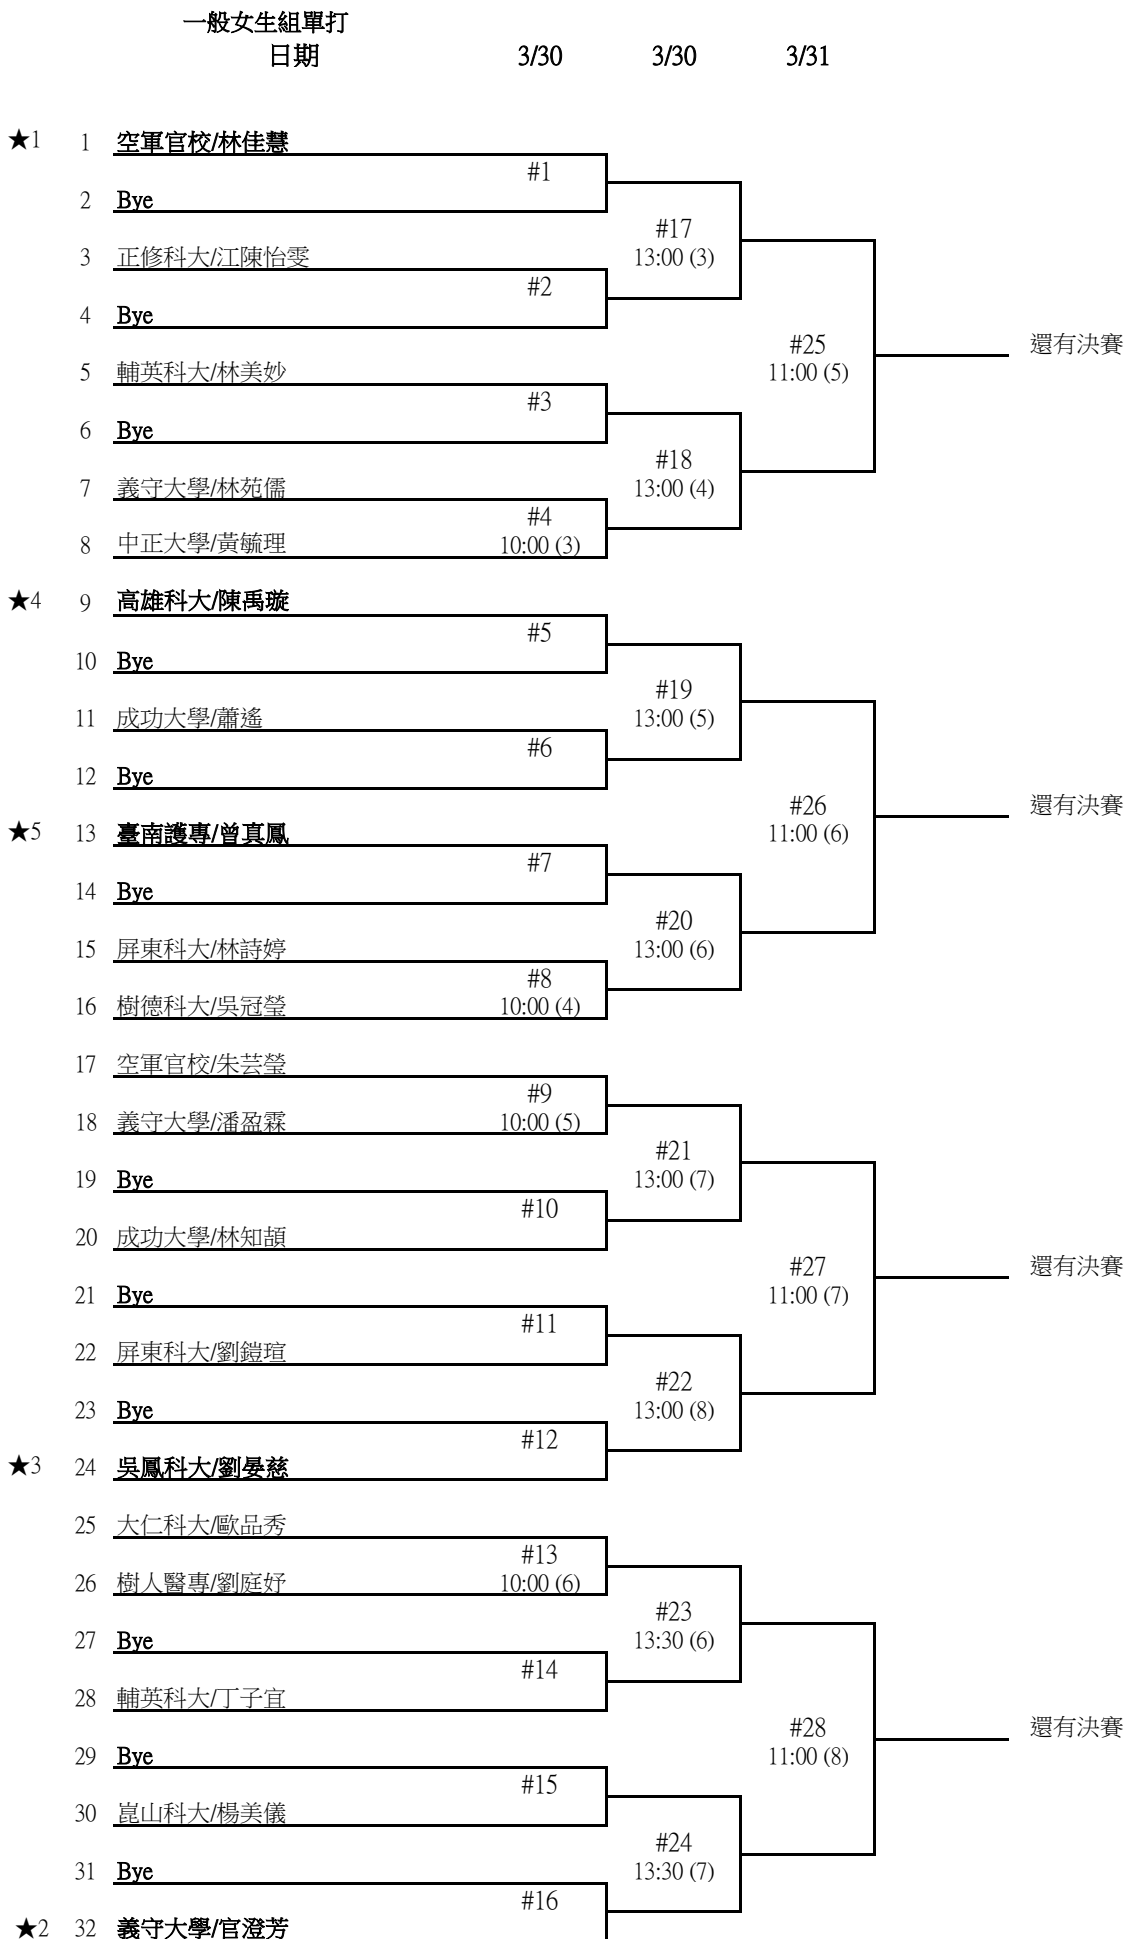 一般女生組單打
日期 3/30 3/30 3/31
★1 1 空軍官校/林佳慧
#1
2 Bye
#17
3 正修科大/江陳怡雯 13:00 (3)
#2
4 Bye
#25 還有決賽
5 輔英科大/林美妙 11:00 (5)
#3
6 Bye
#18
7 義守大學/林苑儒 13:00 (4)
#4
8 中正大學/黃毓理 10:00 (3)
★4 9 高雄科大/陳禹璇
#5
10 Bye
#19
11 成功大學/蕭遙 13:00 (5)
#6
12 Bye
#26 還有決賽
★5 13 臺南護專/曾真鳳 11:00 (6)
#7
14 Bye
#20
15 屏東科大/林詩婷 13:00 (6)
#8
16 樹德科大/吳冠瑩 10:00 (4)
17 空軍官校/朱芸瑩
#9
18 義守大學/潘盈霖 10:00 (5)
#21
19 Bye 13:00 (7)
#10
20 成功大學/林知頡
#27 還有決賽
21 Bye 11:00 (7)
#11
22 屏東科大/劉鎧瑄
#22
23 Bye 13:00 (8)
#12
★3 24 吳鳳科大/劉晏慈
25 大仁科大/歐品秀
#13
26 樹人醫專/劉庭妤 10:00 (6)
#23
27 Bye 13:30 (6)
#14
28 輔英科大/丁子宜
#28 還有決賽
29 Bye 11:00 (8)
#15
30 崑山科大/楊美儀
#24
31 Bye 13:30 (7)
#16
★2 32 義守大學/官澄芳